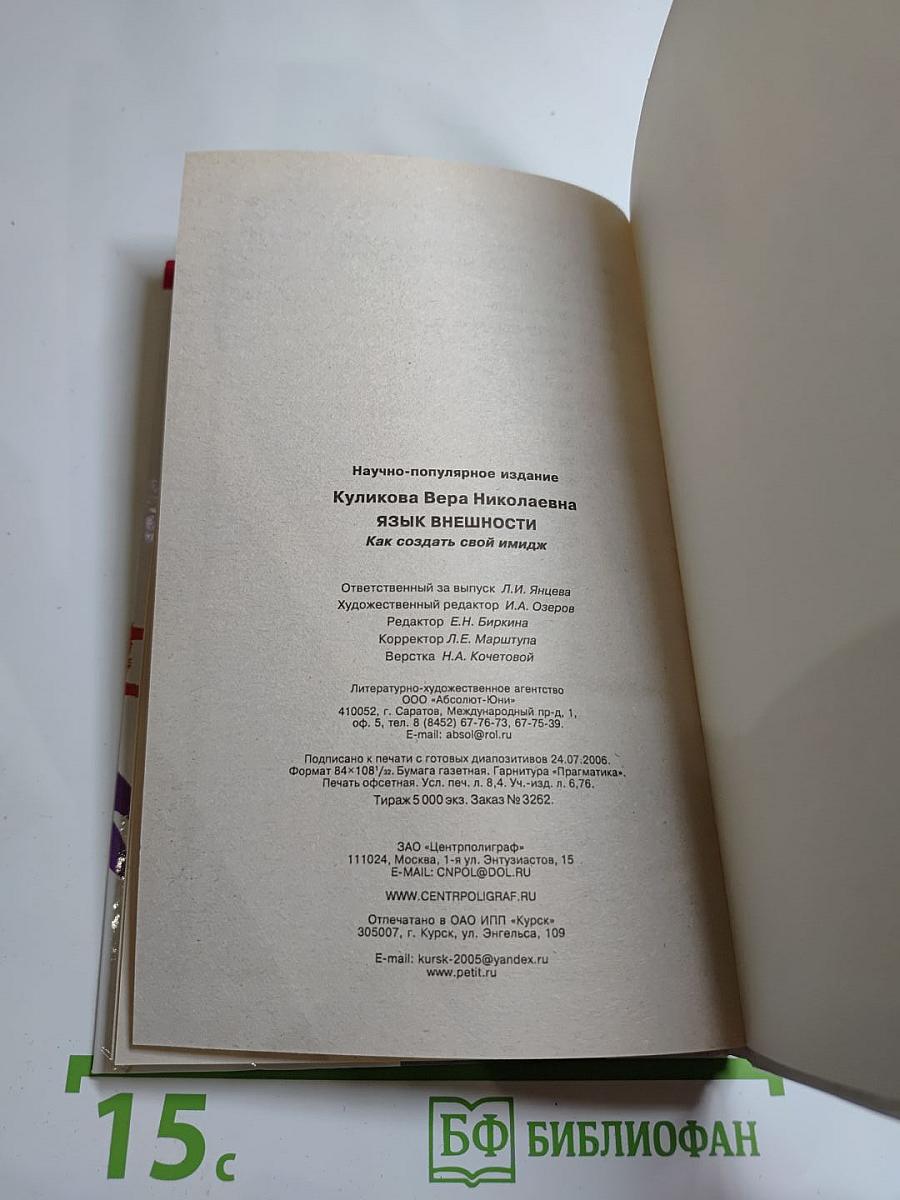 Научно-популярное издание
Куликова Вера Николаевна
ЯЗЫК ВНЕШНОСТИ
Как создать свой имидж
Ответственный за выпуск Л.И. Янцева
Художественный редактор И.А. Озеров
Редактор Е.Н. Биркина
Корректор Л.Е. Марштупа
Верстка Н.А. Кочетовой
Литературно-художественное агентство
ООО «Абсолют-Юни»
410052, г. Саратов, Международный пр-д, 1,
оф. 5, тел. 8 (8452) 67-76-73, 67-75-39.
E-mail: absol@rol.ru
Подписано к печати с готовых диапозитивов 24.07.2006.
Формат 84×108¹/₃₂. Бумага газетная. Гарнитура «Прагматика».
Печать офсетная. Усл. печ. л. 8,4. Уч.-изд. л. 6,76.
Тираж 5 000 экз. Заказ № 3262.
ЗАО «Центрполиграф»
111024, Москва, 1-я ул. Энтузиастов, 15
E-MAIL: CNPOL@DOL.RU
WWW.CENTRPOLIGRAF.RU
Отпечатано в ОАО ИПП «Курск»
305007, г. Курск, ул. Энгельса, 109
E-mail: kursk-2005@yandex.ru
www.petit.ru
15 с
БФ БИБЛИОФАН